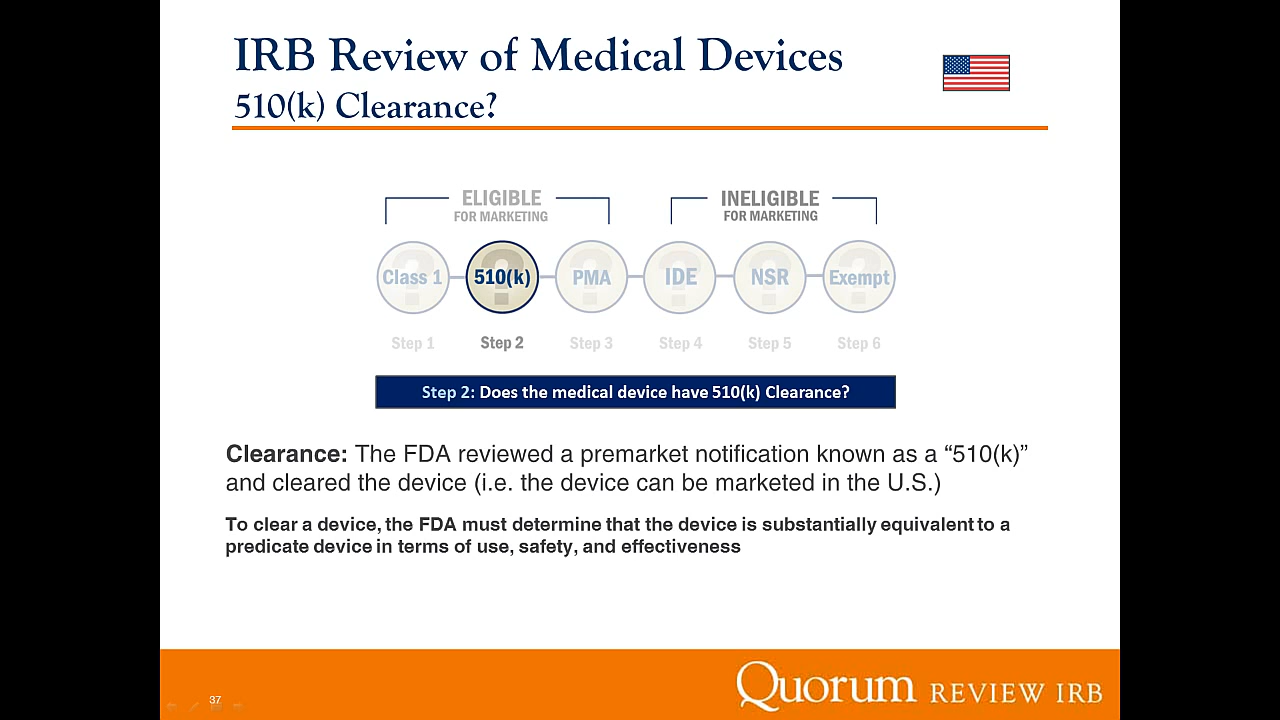 IRB Review of Medical Devices
510(k) Clearance?
ELIGIBLE
FOR MARKETING
INELIGIBLE
FOR MARKETING
Class 1 510(k) PMA IDE NSR Exempt
Step 1 Step 2 Step 3 Step 4 Step 5 Step 6
Step 2: Does the medical device have 510(k) Clearance?
Clearance: The FDA reviewed a premarket notification known as a “510(k)”
and cleared the device (i.e. the device can be marketed in the U.S.)
To clear a device, the FDA must determine that the device is substantially equivalent to a
predicate device in terms of use, safety, and effectiveness
37
Quorum REVIEW IRB